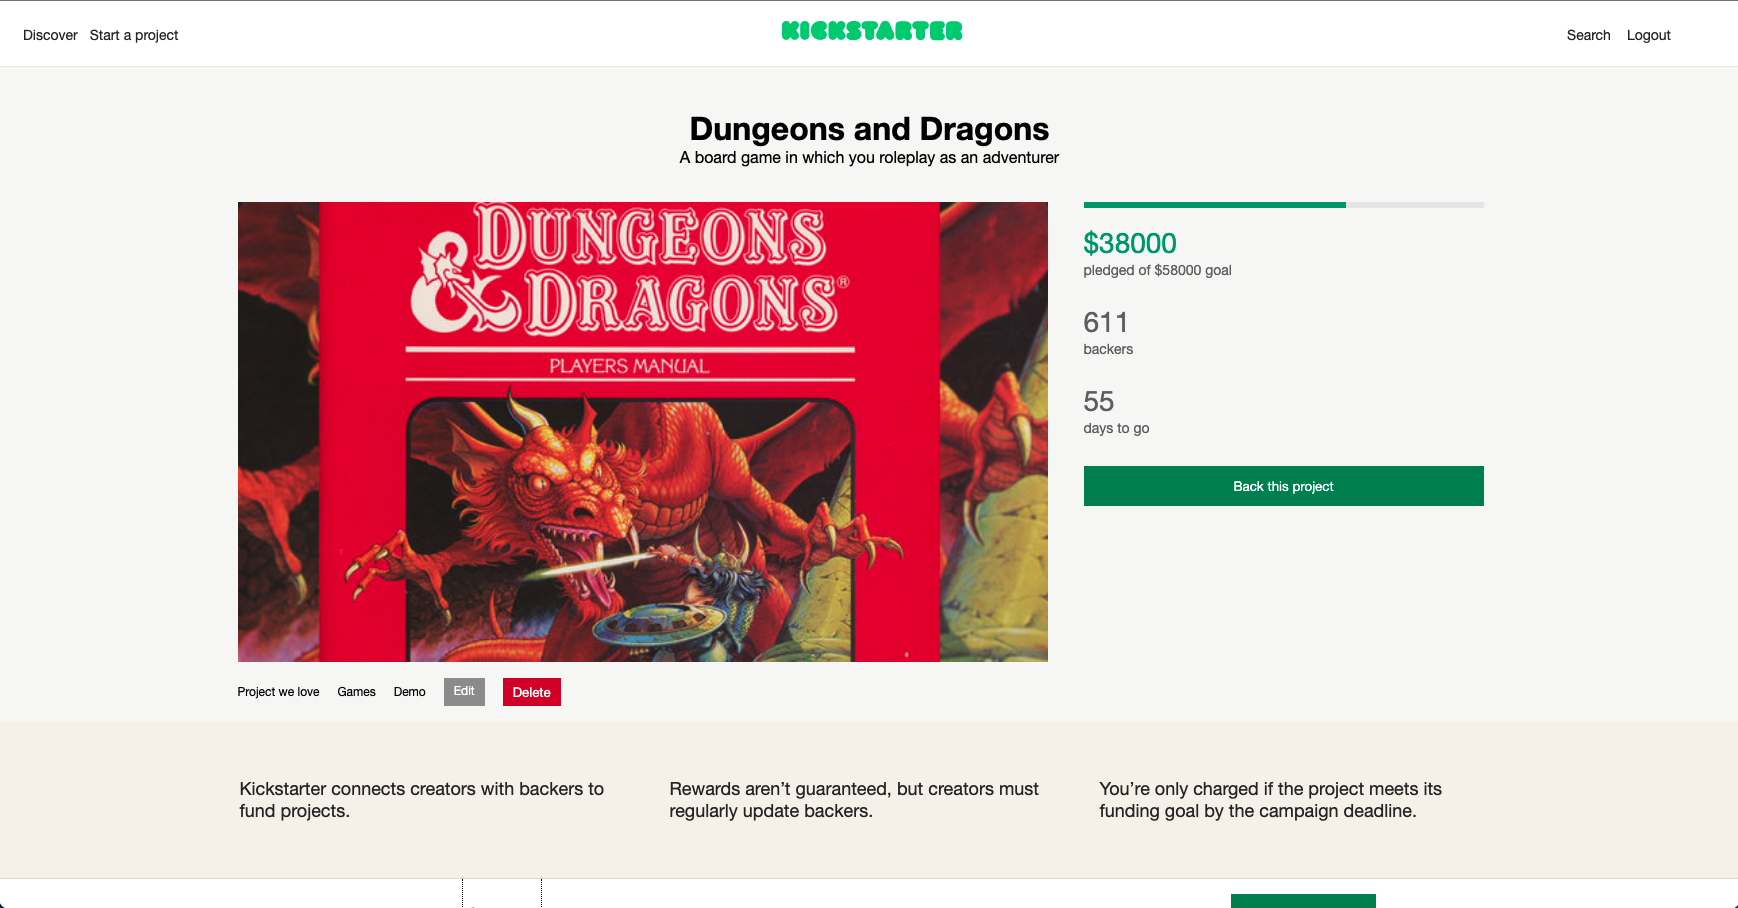 Discover Start a project
KICKSTARTER
Search Logout
Dungeons and Dragons
A board game in which you roleplay as an adventurer
DUNGEONS
& DRAGONS®
PLAYERS MANUAL
$38000
pledged of $58000 goal
611
backers
55
days to go
Back this project
Project we love Games Demo Edit Delete
Kickstarter connects creators with backers to
fund projects.
Rewards aren’t guaranteed, but creators must
regularly update backers.
You’re only charged if the project meets its
funding goal by the campaign deadline.